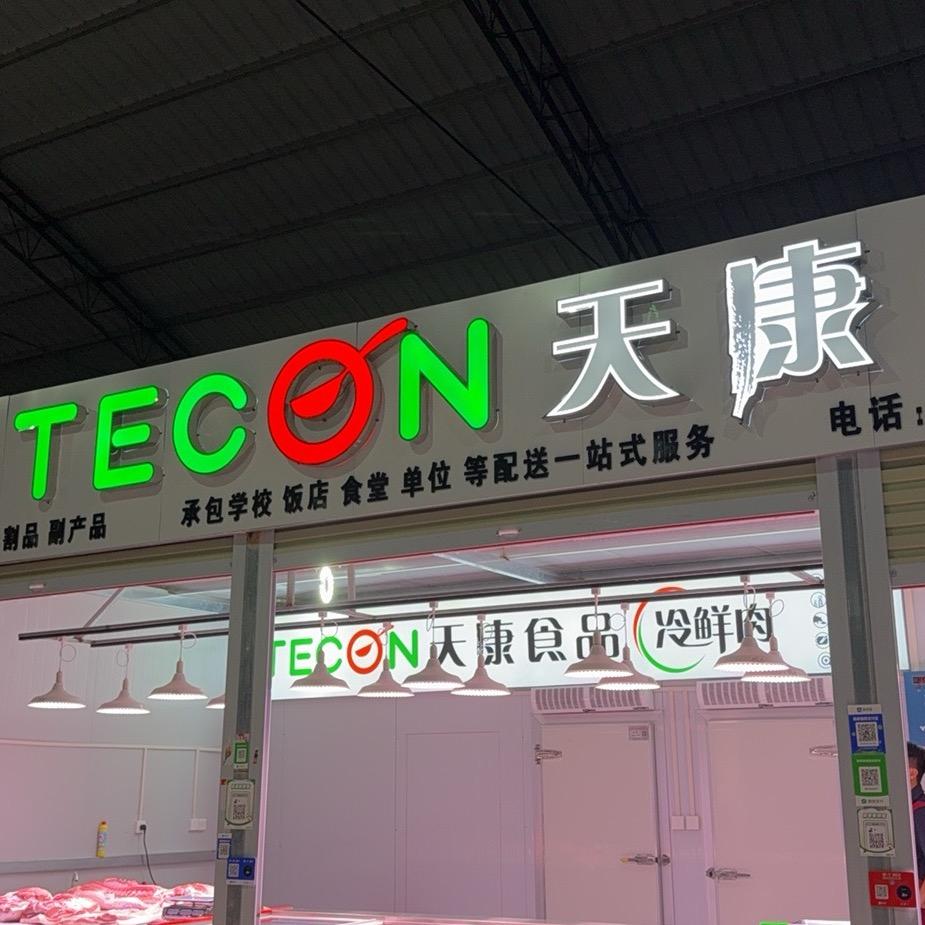 TECON 天康
割品 副产品 承包学校 饭店 食堂 单位 等配送一站式服务 电话:
TECON 天康食品 冷鲜肉